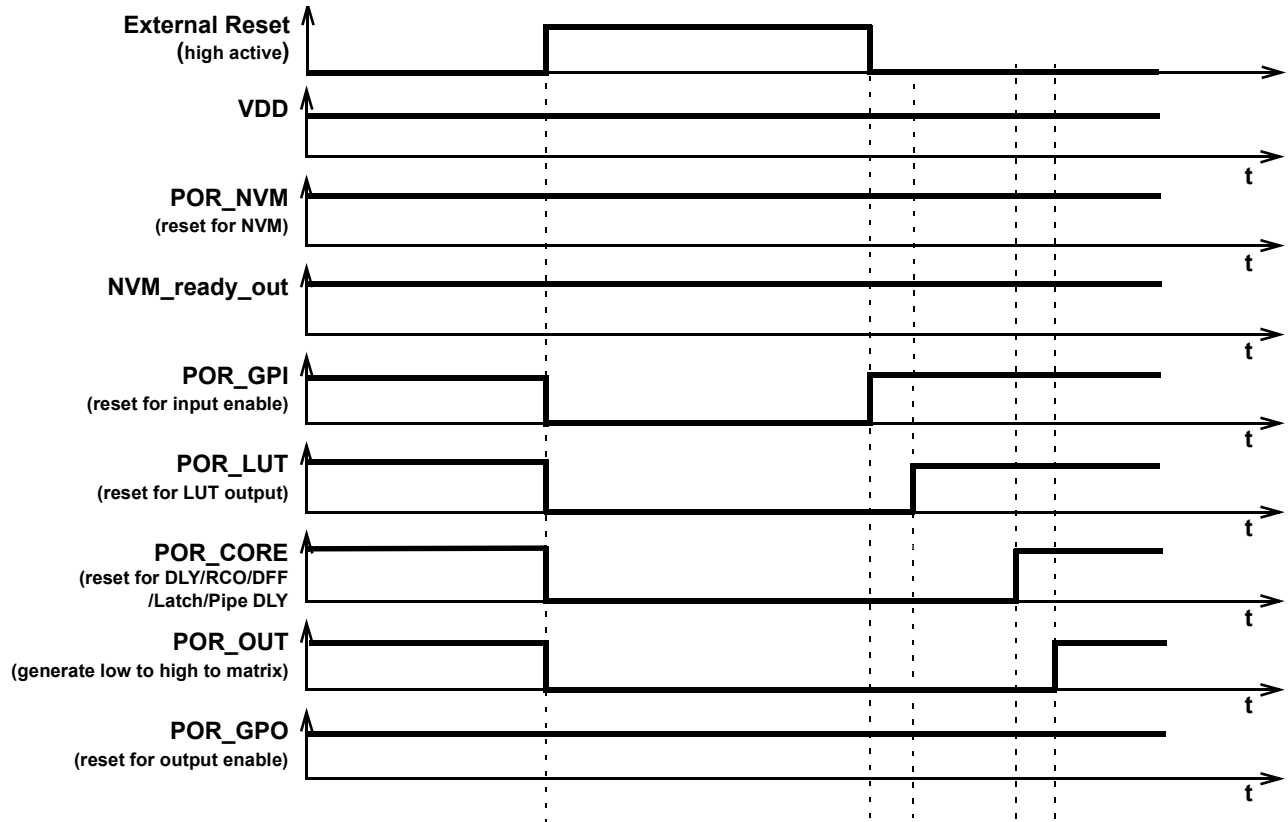 External Reset
(high active)
VDD
t
POR_NVM
(reset for NVM)
t
NVM_ready_out
t
POR_GPI
(reset for input enable)
t
POR_LUT
(reset for LUT output)
t
POR_CORE
(reset for DLY/RCO/DFF
/Latch/Pipe DLY
t
POR_OUT
(generate low to high to matrix)
t
POR_GPO
(reset for output enable)
t